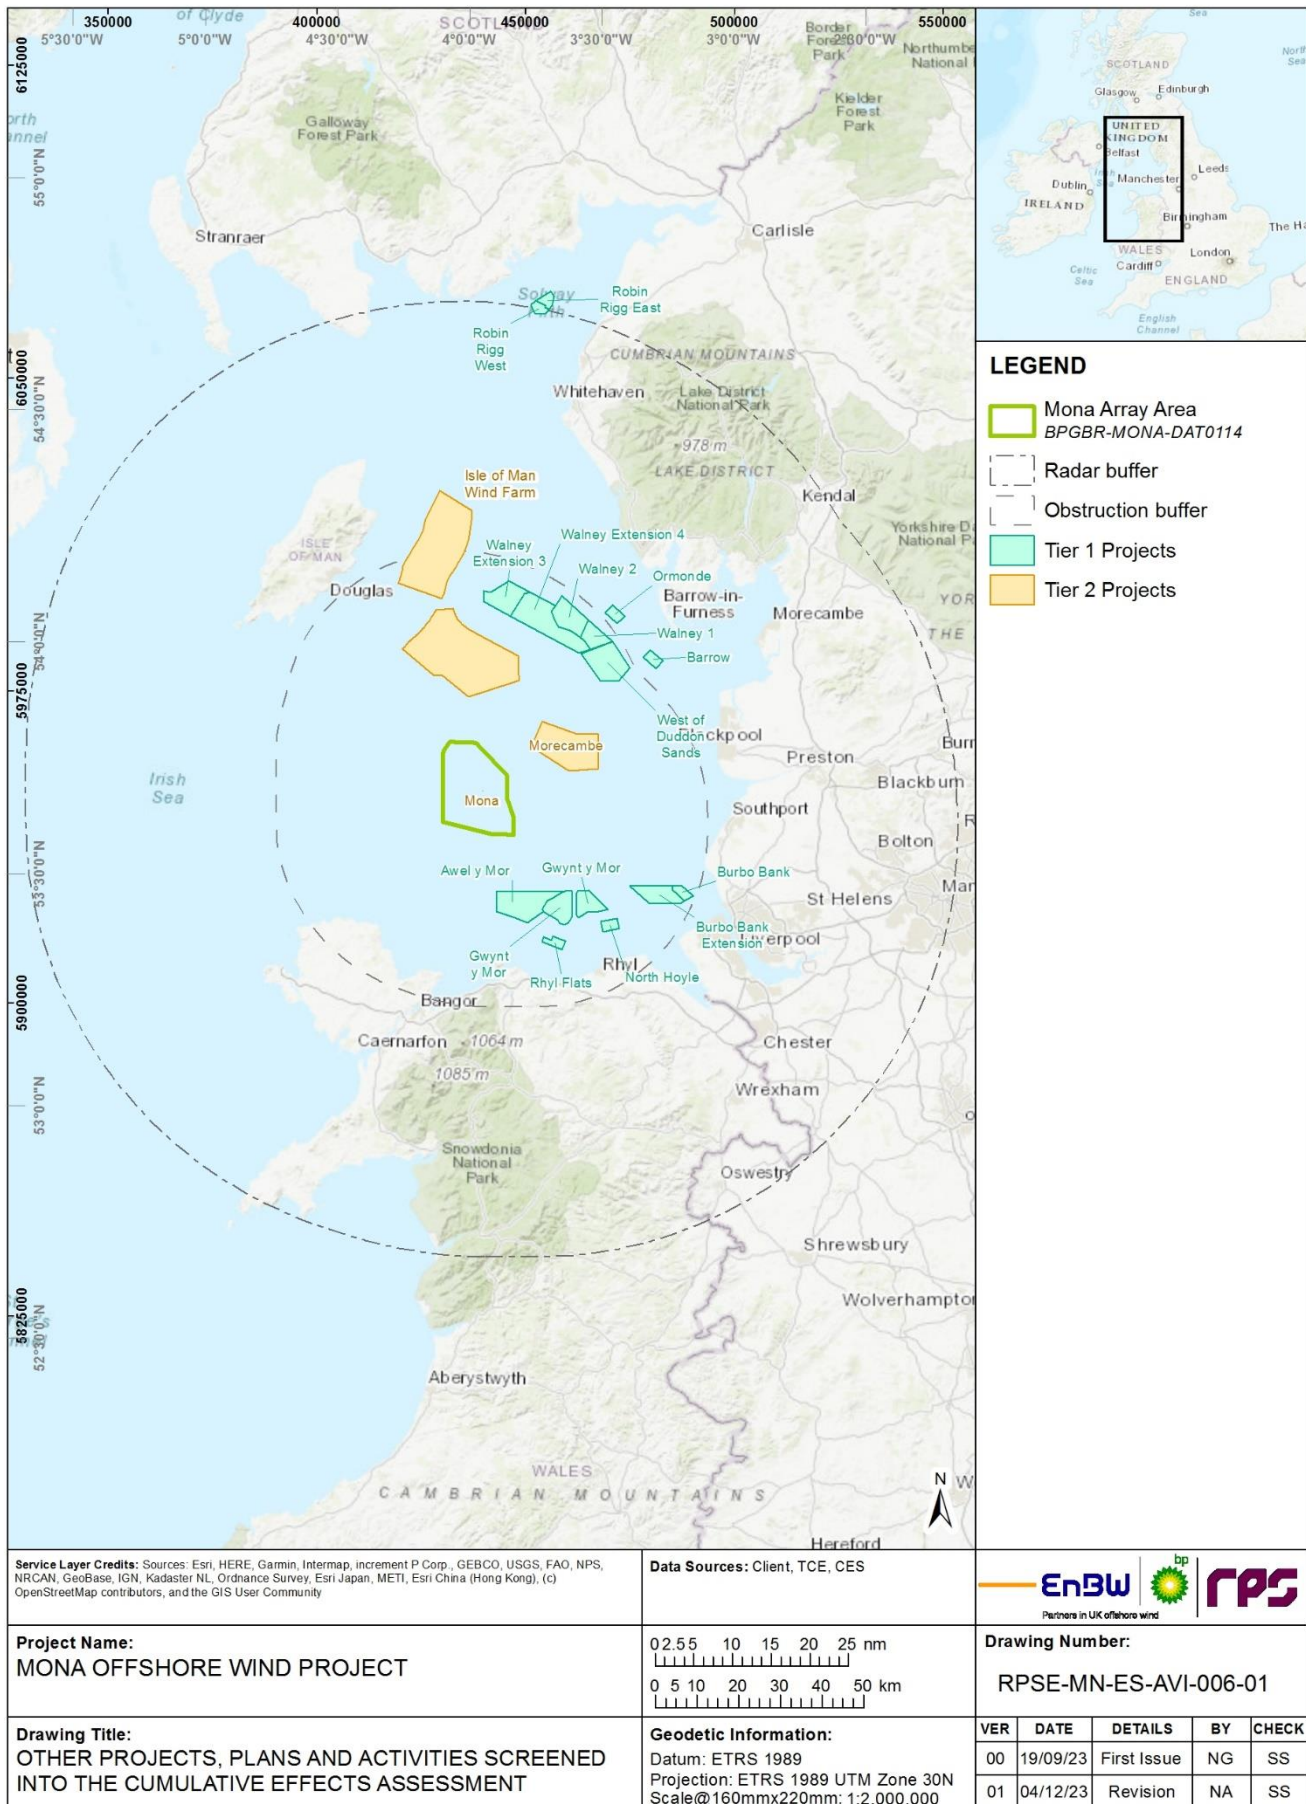 350000
400000
450000
500000
550000
5°30'0"W
5°0'0"W
4°30'0"W
4°0'0"W
3°30'0"W
3°0'0"W
2°30'0"W
6125000
6050000
5975000
5900000
5825000
55°0'0"N
54°30'0"N
54°0'0"N
53°30'0"N
53°0'0"N
52°30'0"N
of Clyde
SCOTLAND
Border
Forest
Park
National
Galloway
Forest Park
Kielder
Forest
Park
Stranraer
Carlisle
Solway
Firth
Robin
Rigg East
Robin
Rigg
West
CUMBRIAN MOUNTAINS
Whitehaven
Lake District
National Park
978 m
LAKE DISTRICT
Kendal
Isle of Man
Wind Farm
ISLE
OF MAN
Douglas
Walney Extension 4
Walney
Extension 3
Walney 2
Ormonde
Barrow-in-
Furness
Morecambe
Walney 1
Barrow
West of
Duddon
Sands
Blackpool
Morecambe
Preston
Blackburn
Irish
Sea
Mona
Southport
Bolton
Awel y Mor
Gwynt y Mor
Burbo Bank
St Helens
Burbo Bank
Extension
Liverpool
Gwynt
y Mor
Rhyl Flats
Rhyl
North Hoyle
Bangor
Caernarfon
1064 m
1085 m
Chester
Wrexham
Snowdonia
National
Park
Oswestry
Shrewsbury
Aberystwyth
WALES
CAMBRIAN MOUNTAINS
Hereford
N
SCOTLAND
Glasgow
Edinburgh
UNITED
KINGDOM
Belfast
Leeds
Manchester
Dublin
IRELAND
Birmingham
WALES
London
Cardiff
Celtic
Sea
ENGLAND
English
Channel
LEGEND
Mona Array Area
BPGBR-MONA-DAT0114
Radar buffer
Obstruction buffer
Tier 1 Projects
Tier 2 Projects
Service Layer Credits: Sources: Esri, HERE, Garmin, Intermap, increment P Corp., GEBCO, USGS, FAO, NPS,
NRCAN, GeoBase, IGN, Kadaster NL, Ordnance Survey, Esri Japan, METI, Esri China (Hong Kong), (c)
OpenStreetMap contributors, and the GIS User Community
Data Sources: Client, TCE, CES
EnBW
bp
rps
Partners in UK offshore wind
Project Name:
MONA OFFSHORE WIND PROJECT
0 2.5 5 10 15 20 25 nm
0 5 10 20 30 40 50 km
Drawing Number:
RPSE-MN-ES-AVI-006-01
Drawing Title:
OTHER PROJECTS, PLANS AND ACTIVITIES SCREENED
INTO THE CUMULATIVE EFFECTS ASSESSMENT
Geodetic Information:
Datum: ETRS 1989
Projection: ETRS 1989 UTM Zone 30N
Scale@160mmx220mm: 1:2,000,000
VER DATE DETAILS BY CHECK
00 19/09/23 First Issue NG SS
01 04/12/23 Revision NA SS